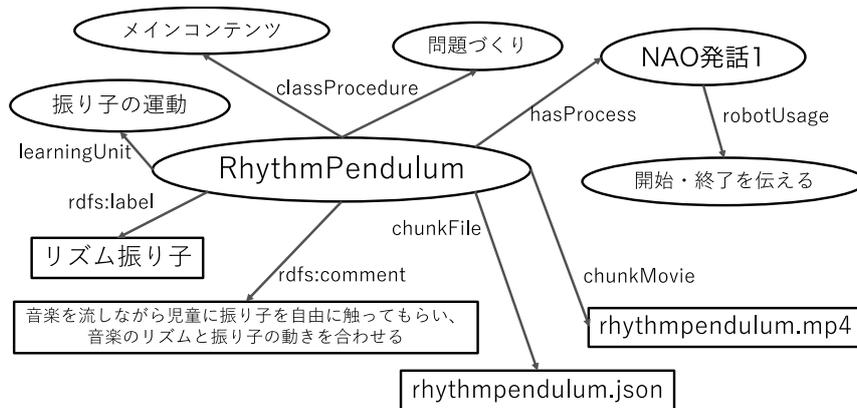 メインコンテンツ
問題づくり
NAO発話1
classProcedure
振り子の運動
hasProcess
robotUsage
learningUnit
RhythmPendulum
開始・終了を伝える
rdfs:label
chunkFile
リズム振り子
rdfs:comment
chunkMovie
音楽を流しながら児童に振り子を自由に触ってもらい、
音楽のリズムと振り子の動きを合わせる
rhythmpendulum.mp4
rhythmpendulum.json